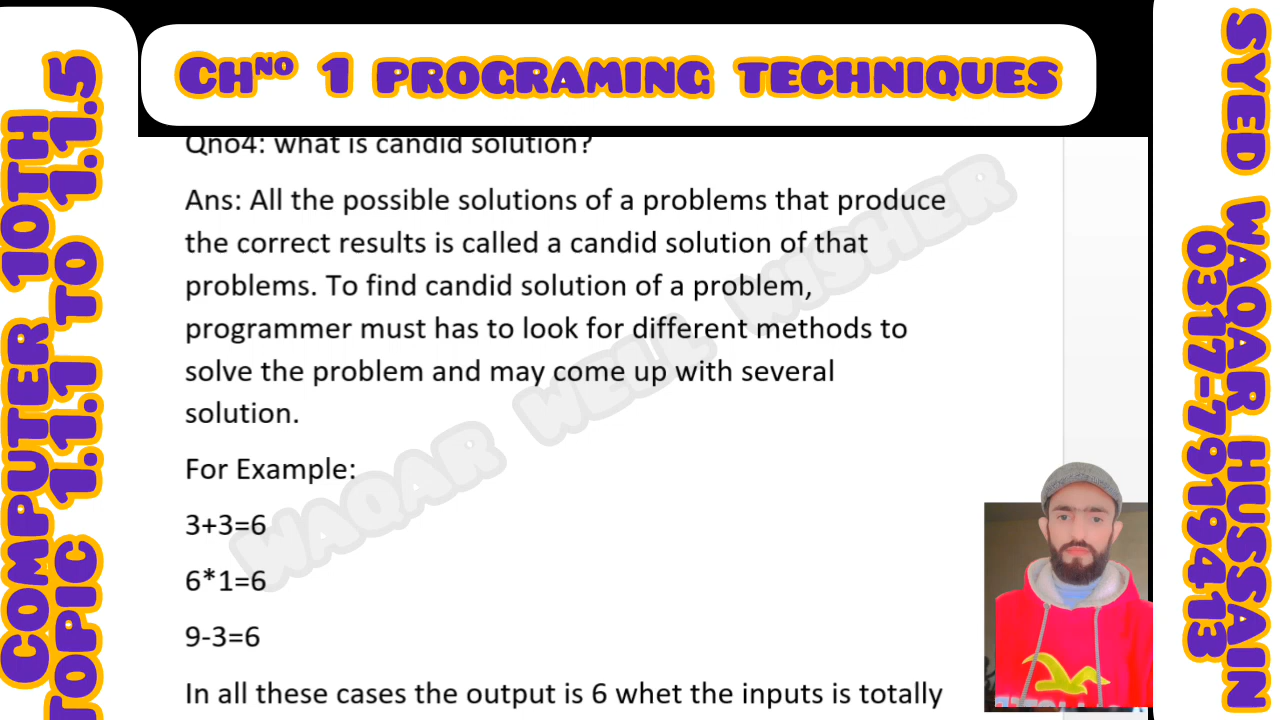 CHNO 1 PROGRAMING TECHNIQUES
COMPUTER 10TH
TOPIC 1.1.1 TO 1.1.5
Qno4: what is candid solution?
Ans: All the possible solutions of a problems that produce
the correct results is called a candid solution of that
problems. To find candid solution of a problem,
programmer must has to look for different methods to
solve the problem and may come up with several
solution.
For Example:
3+3=6
6*1=6
9-3=6
In all these cases the output is 6 whet the inputs is totally
WAQAR WELL WISHER
SYED WAQAR HUSSAIN
0317-7919413